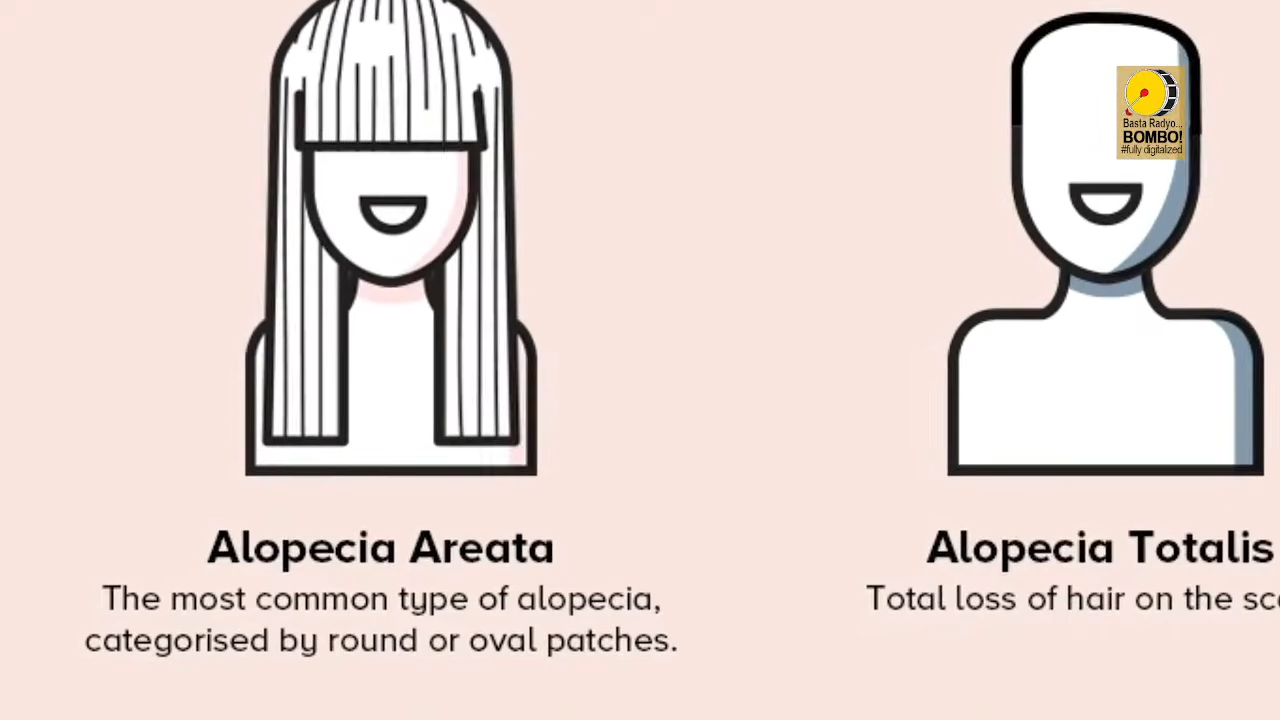 Basta Radyo...
BOMBO!
#fully digitalized
Alopecia Areata
The most common type of alopecia,
categorised by round or oval patches.
Alopecia Totalis
Total loss of hair on the